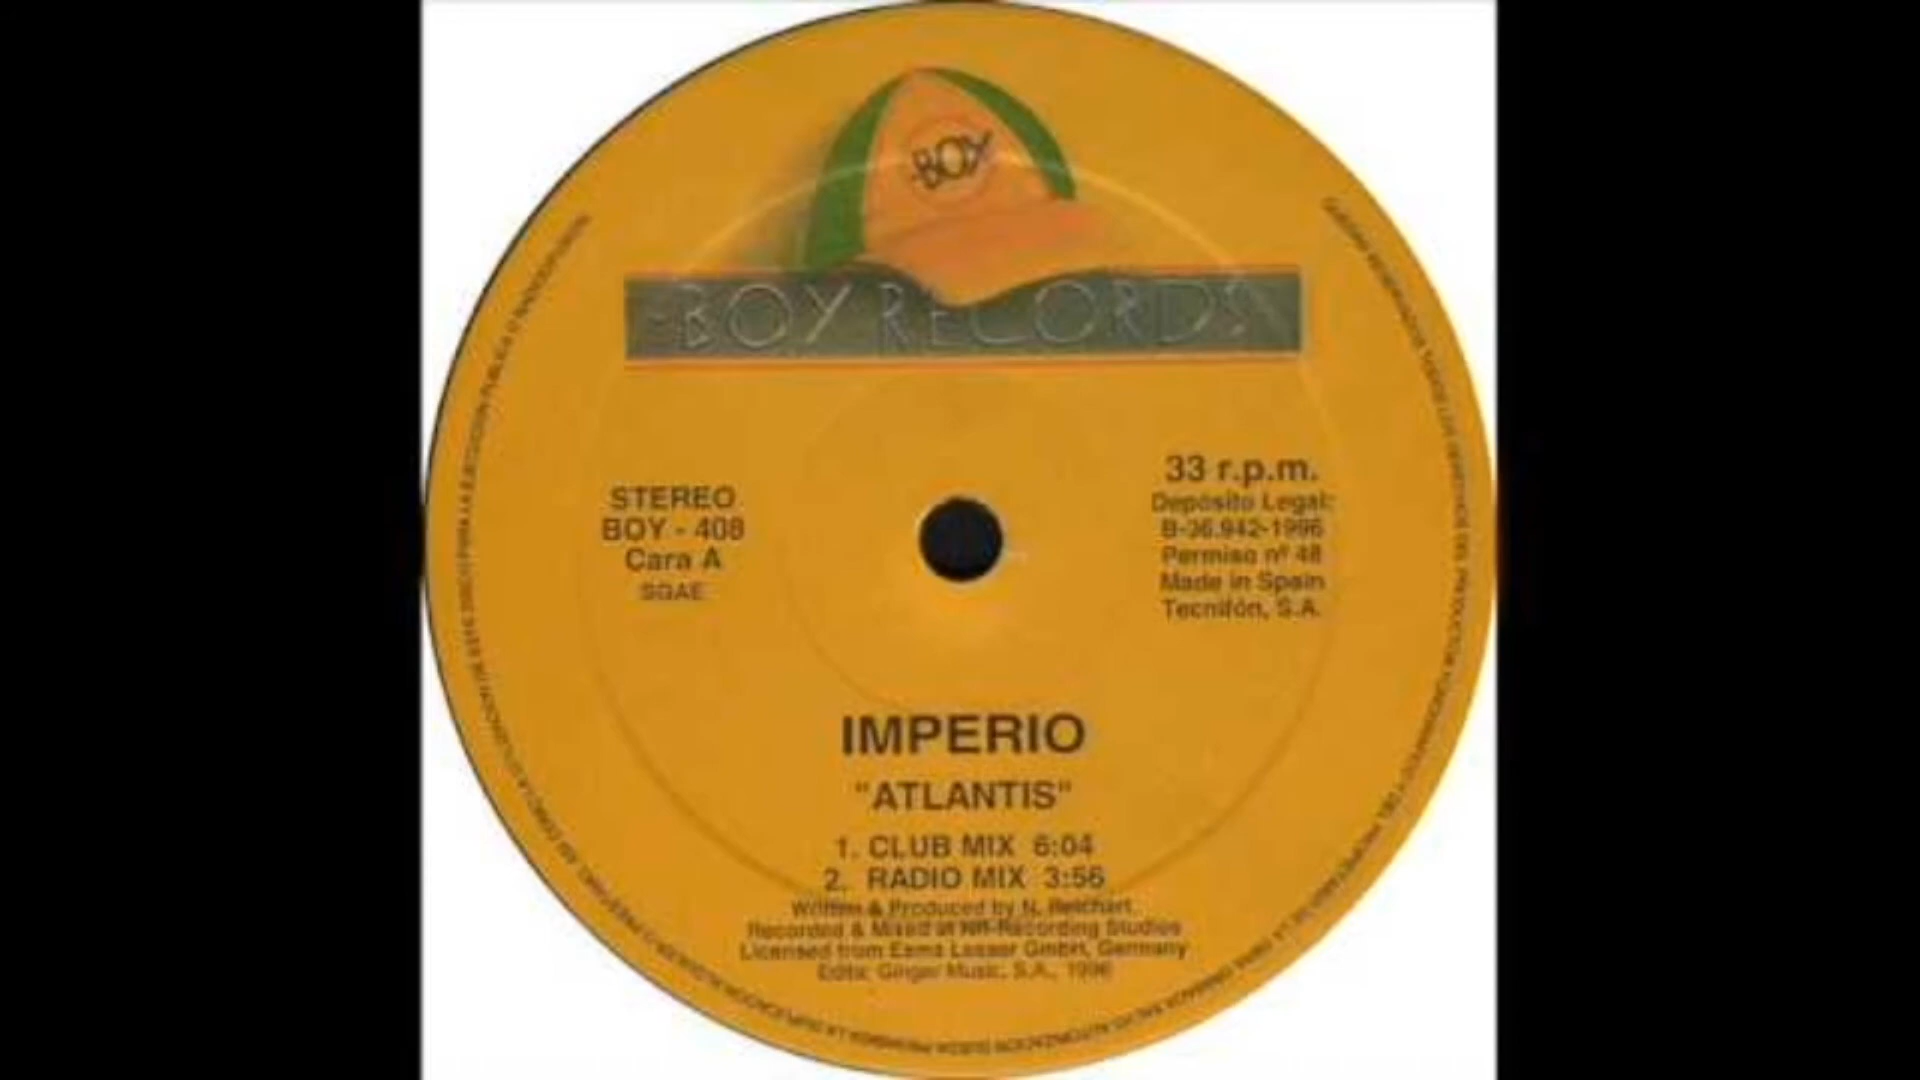 BOY
BOY RECORDS
STEREO
BOY - 408
Cara A
SGAE
33 r.p.m.
Depósito Legal:
B-36.942-1996
Permiso nº 48
Made in Spain
Tecnifón, S.A.
IMPERIO
"ATLANTIS"
1. CLUB MIX 6:04
2. RADIO MIX 3:56
Written & Produced by N. Reichart
Recorded & Mixed at NR-Recording Studios
Licensed from Esma Lasser GmbH, Germany
Edita: Ginger Music, S.A., 1996